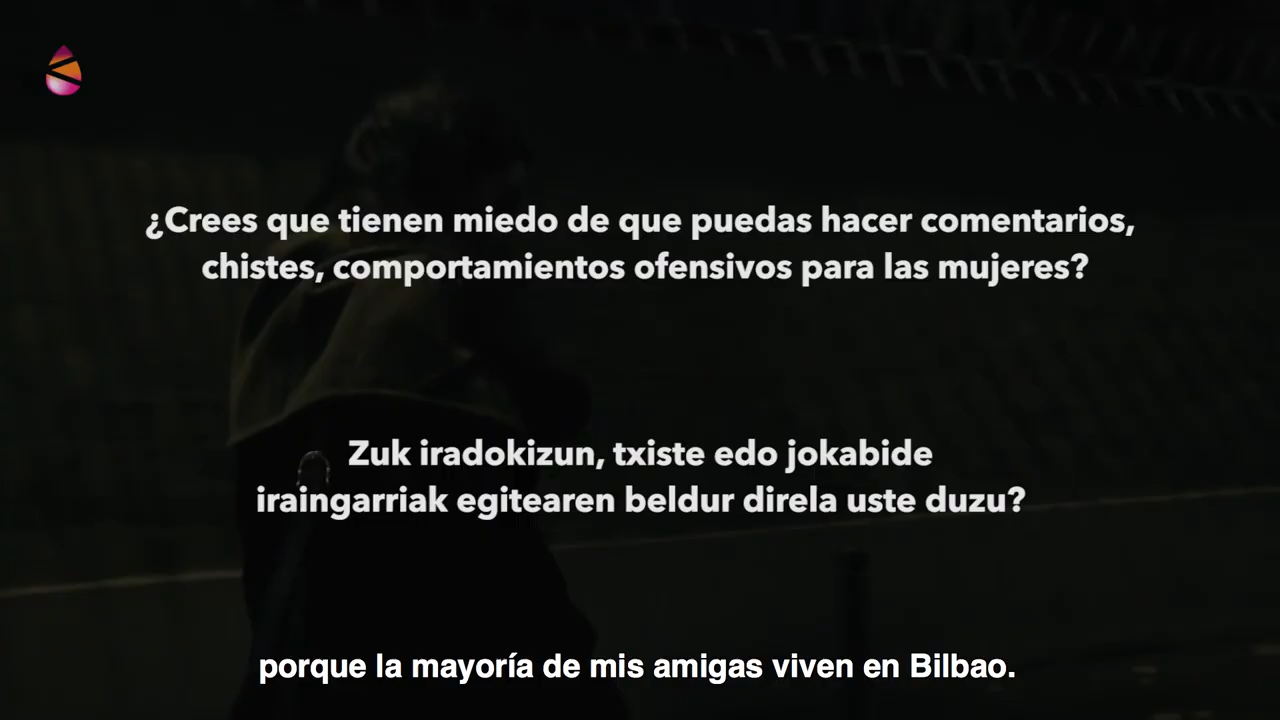 ¿Crees que tienen miedo de que puedas hacer comentarios,
chistes, comportamientos ofensivos para las mujeres?
Zuk iradokizun, txiste edo jokabide
iraingarriak egitearen beldur direla uste duzu?
porque la mayoría de mis amigas viven en Bilbao.